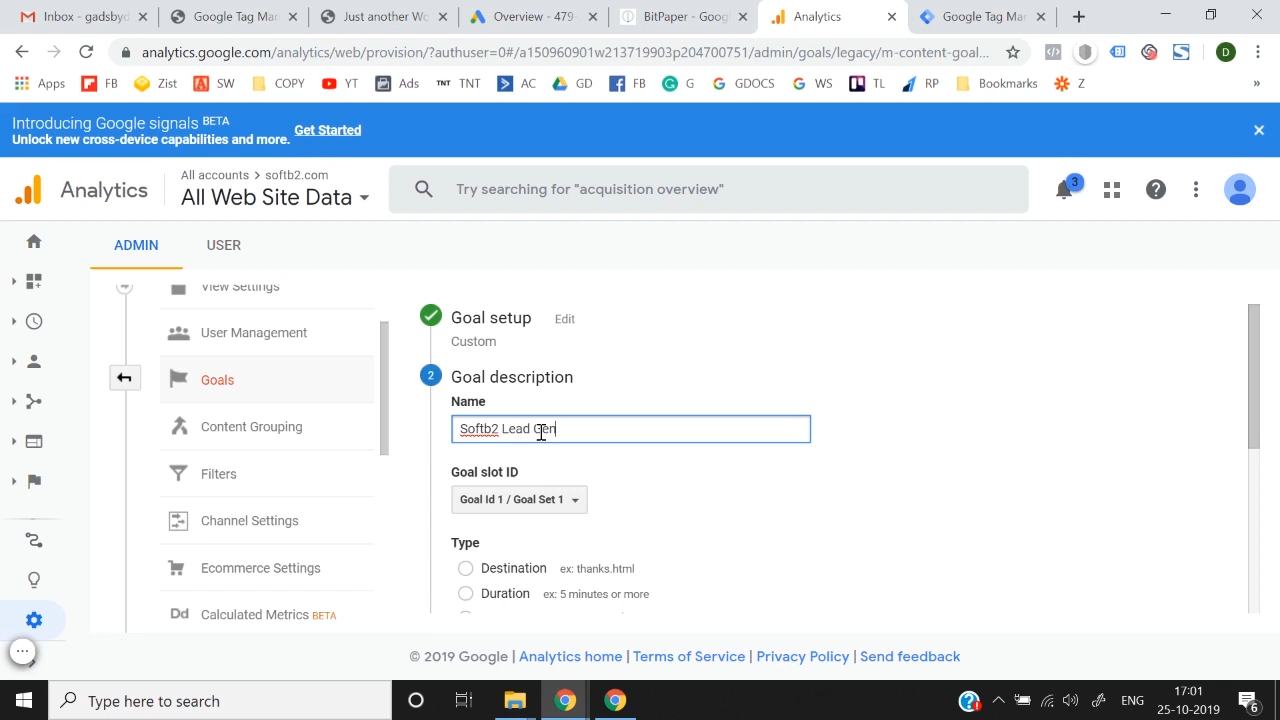 Inbox - gadsbyd
Google Tag Mar
Just another Wo
Overview - 479-
BitPaper - Goog
Analytics
Google Tag Mar
analytics.google.com/analytics/web/provision/?authuser=0#/a150960901w213719903p204700751/admin/goals/legacy/m-content-goal...
D
Apps FB Zist SW COPY YT Ads TNT TNT AC GD FB G GDOCS WS TL RP Bookmarks Z »
Introducing Google signals BETA
Unlock new cross-device capabilities and more. Get Started
Analytics
All accounts > softb2.com
All Web Site Data
Try searching for "acquisition overview"
3
ADMIN USER
View Settings
User Management
Goals
Content Grouping
Filters
Channel Settings
Ecommerce Settings
Dd Calculated Metrics BETA
Goal setup Edit
Custom
2 Goal description
Name
Softb2 Lead Gen
Goal slot ID
Goal Id 1 / Goal Set 1
Type
Destination ex: thanks.html
Duration ex: 5 minutes or more
© 2019 Google | Analytics home | Terms of Service | Privacy Policy | Send feedback
Type here to search
ENG
17:01
25-10-2019
6